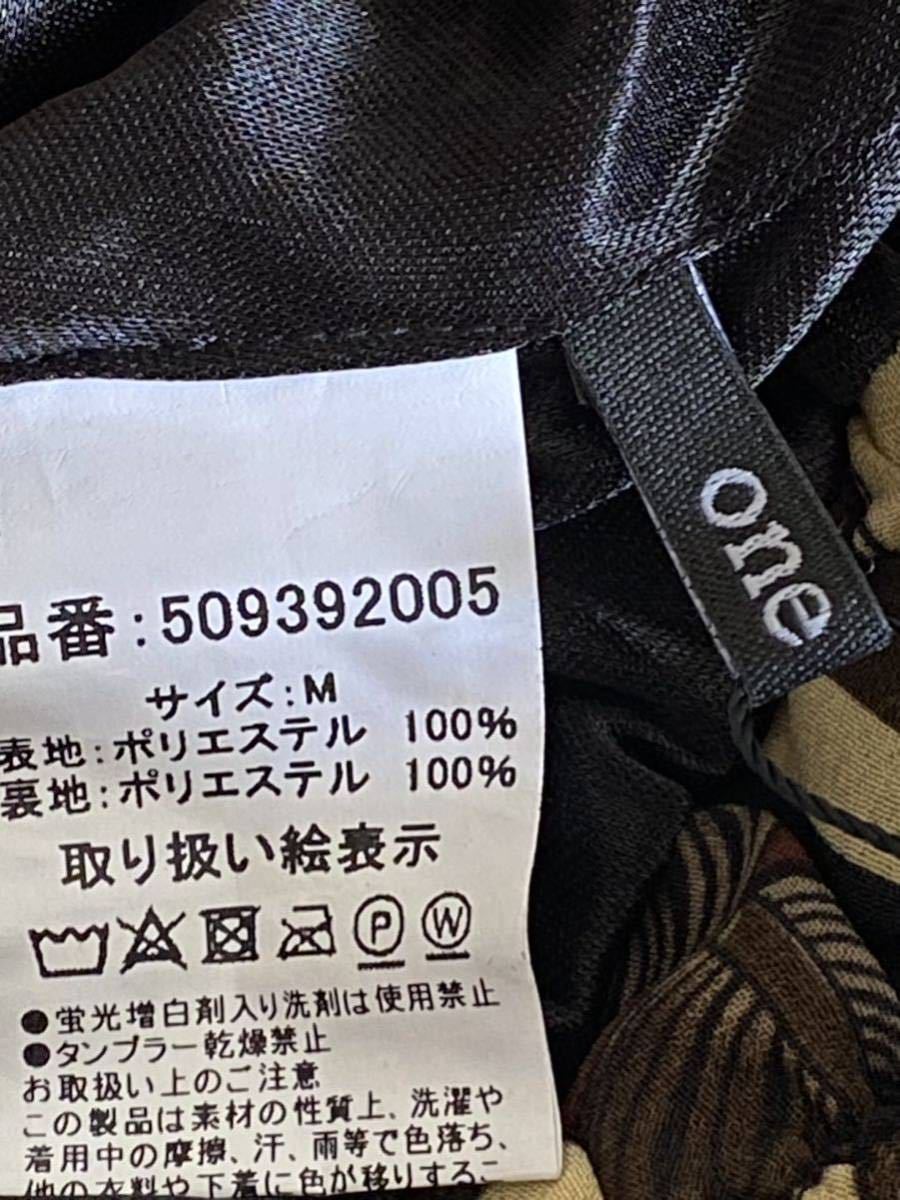 one
品番:509392005
サイズ:M
表地:ポリエステル 100%
裏地:ポリエステル 100%
取り扱い絵表示
P W
●蛍光増白剤入り洗剤は使用禁止
●タンブラー乾燥禁止
お取扱い上のご注意
この製品は素材の性質上、洗濯や
着用中の摩擦、汗、雨等で色落ち、
他の衣料や下着に色が移りするこ